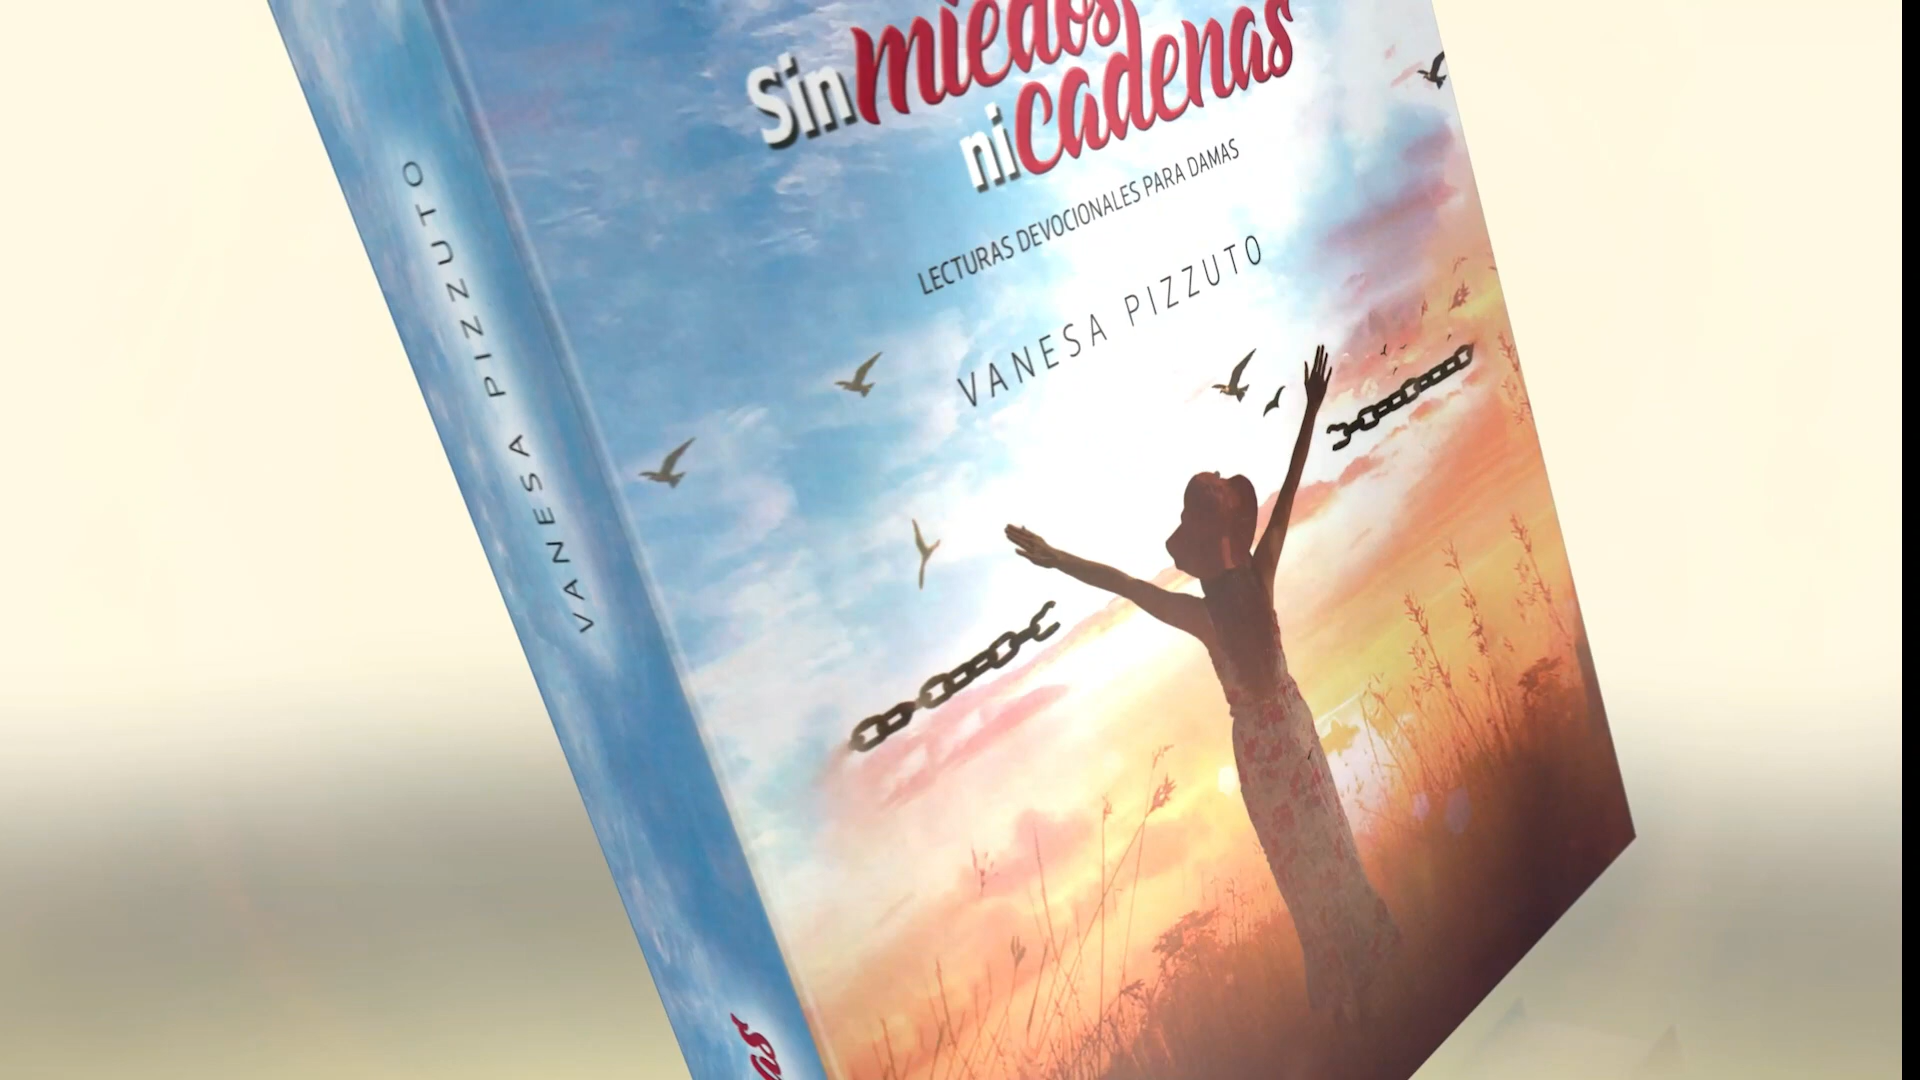 Sin miedos
ni cadenas
LECTURAS DEVOCIONALES PARA DAMAS
VANESA PIZZUTO
VANESA PIZZUTO